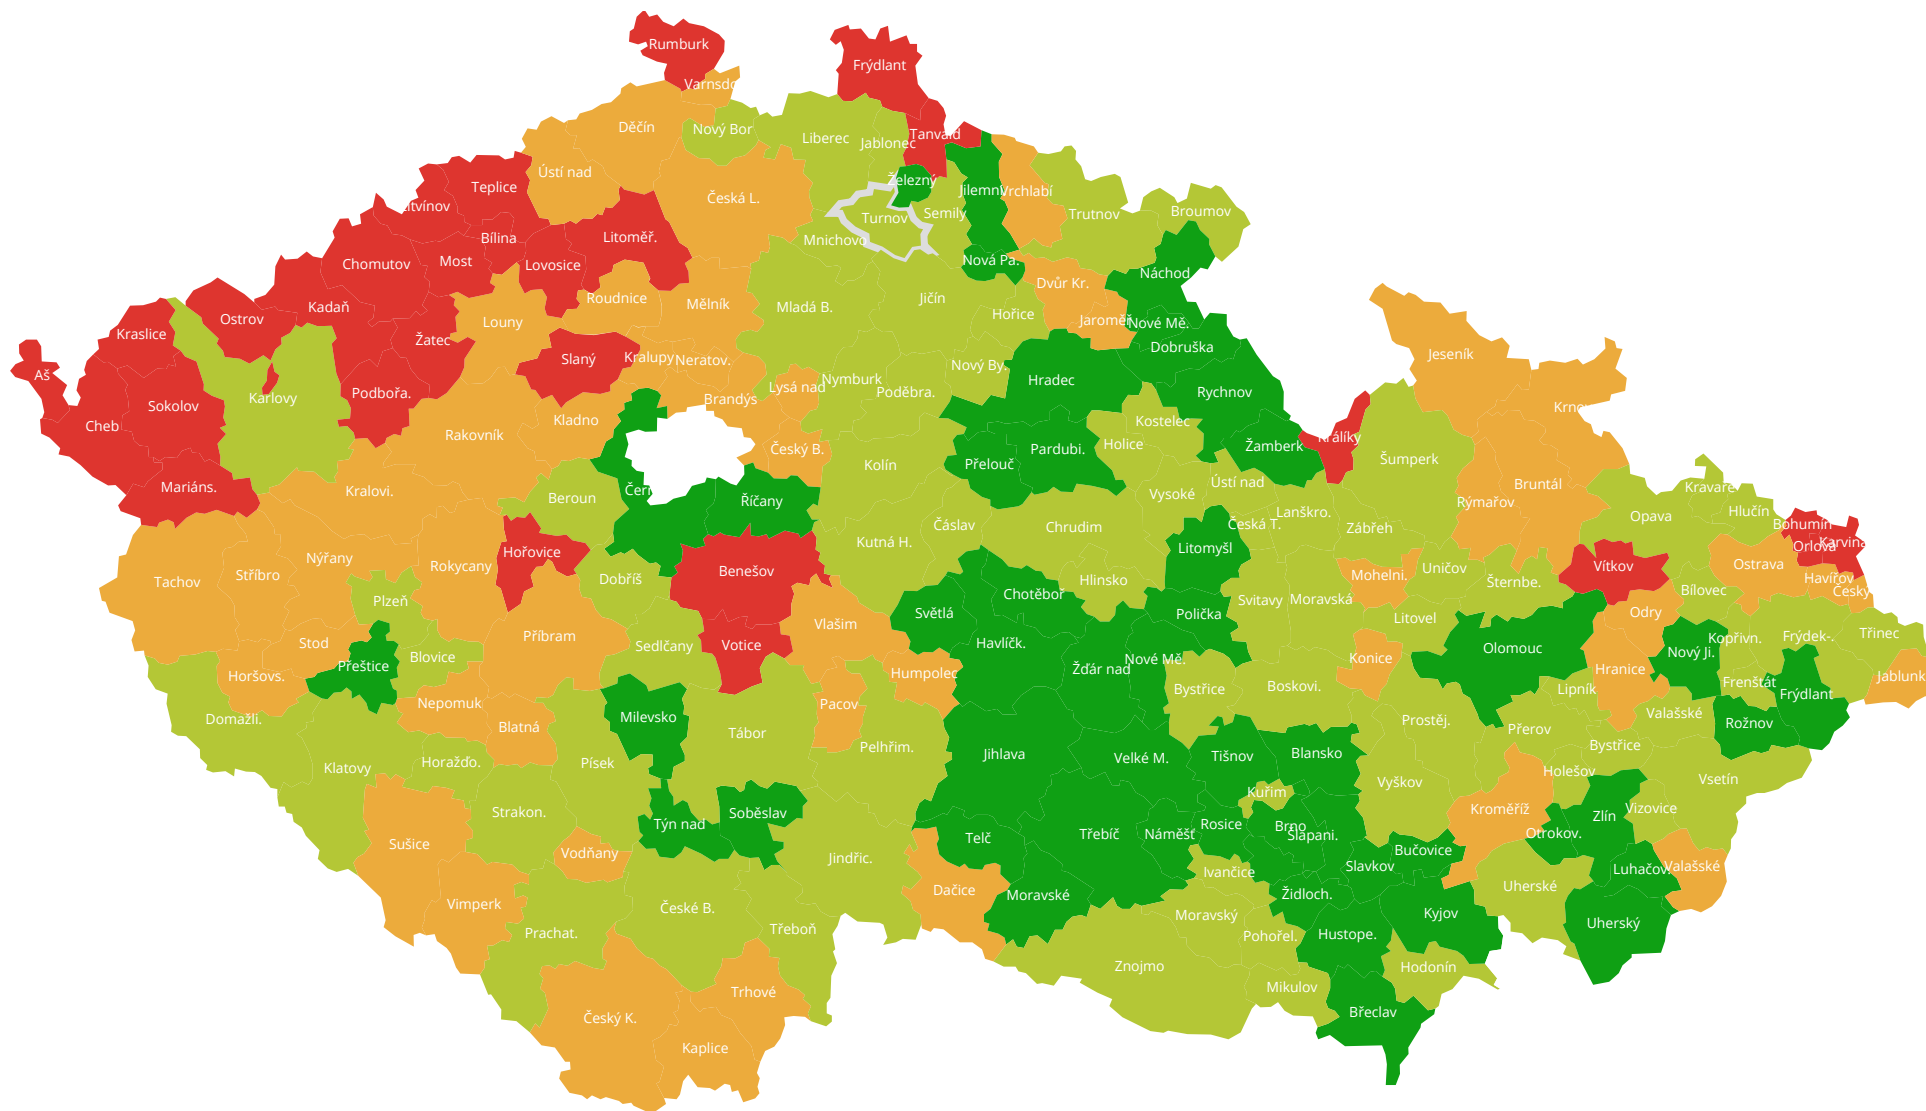 Rumburk
Frýdlant
Varnsdo
Děčín
Nový Bor
Liberec
Jablonec
Tanvald
Ústí nad
Teplice
Železný
Jilemni
Vrchlabí
Česká L.
itvínov
Turnov
Semily
Trutnov
Broumov
Bílina
Litoměř.
Mnichovo
Most
Chomutov
Lovosice
Nová Pa.
Náchod
Dvůr Kr.
Roudnice
Mělník
Mladá B.
Jičín
Kadaň
Ostrov
Louny
Hořice
Jaroměř
Nové Mě.
Kraslice
Žatec
Dobruška
Jeseník
Slaný
Kralupy
Neratov.
Nový By.
Aš
Hradec
Nymburk
Lysá nad
Poděbra.
Rychnov
Podbořa.
Karlovy
Brandýs
Sokolov
Krnov
Cheb
Kladno
Kostelec
Rakovník
Králíky
Holice
Žamberk
Český B.
Pardubi.
Šumperk
Kolín
Přelouč
Mariáns.
Kralovi.
Čern
Ústí nad
Bruntál
Kravaře
Beroun
Říčany
Vysoké
Rýmařov
Lanškro.
Hlučín
Opava
Čáslav
Chrudim
Česká T.
Zábřeh
Bohumín
Kutná H.
Litomyšl
Orlová
Karviná
Hořovice
Nýřany
Rokycany
Vítkov
Ostrava
Stříbro
Benešov
Mohelni.
Uničov
Tachov
Dobříš
Hlinsko
Havířov
Šternbe.
Český
Bílovec
Chotěbor
Plzeň
Svitavy
Moravská
Světlá
Polička
Odry
Litovel
Vlašim
Příbram
Třinec
Frýdek-.
Kopřivn.
Stod
Votice
Sedlčany
Havlíčk.
Olomouc
Nový Ji.
Blovice
Konice
Nové Mě.
Přeštice
Žďár nad
Hranice
Humpolec
Horšovs.
Jablunk
Frenštát
Boskovi.
Bystřice
Lipník
Frýdlant
Nepomuk
Pacov
Valašské
Milevsko
Domažli.
Prostěj.
Rožnov
Blatná
Přerov
Tábor
Pelhřim.
Bystřice
Jihlava
Velké M.
Tišnov
Blansko
Horažďo.
Písek
Klatovy
Holešov
Vsetín
Vyškov
Kuřim
Kroměříž
Vizovice
Strakon.
Soběslav
Zlín
Týn nad
Rosice
Brno
Otrokov.
Telč
Třebíč
Náměšť
Šlapani.
Sušice
Bučovice
Vodňany
Jindřic.
Slavkov
Valašské
Luhačov.
Ivančice
Uherské
Dačice
Moravské
Židloch.
Vimperk
České B.
Kyjov
Moravský
Uherský
Třeboň
Prachat.
Hustope.
Pohořel.
Znojmo
Hodonín
Mikulov
Trhové
Břeclav
Český K.
Kaplice